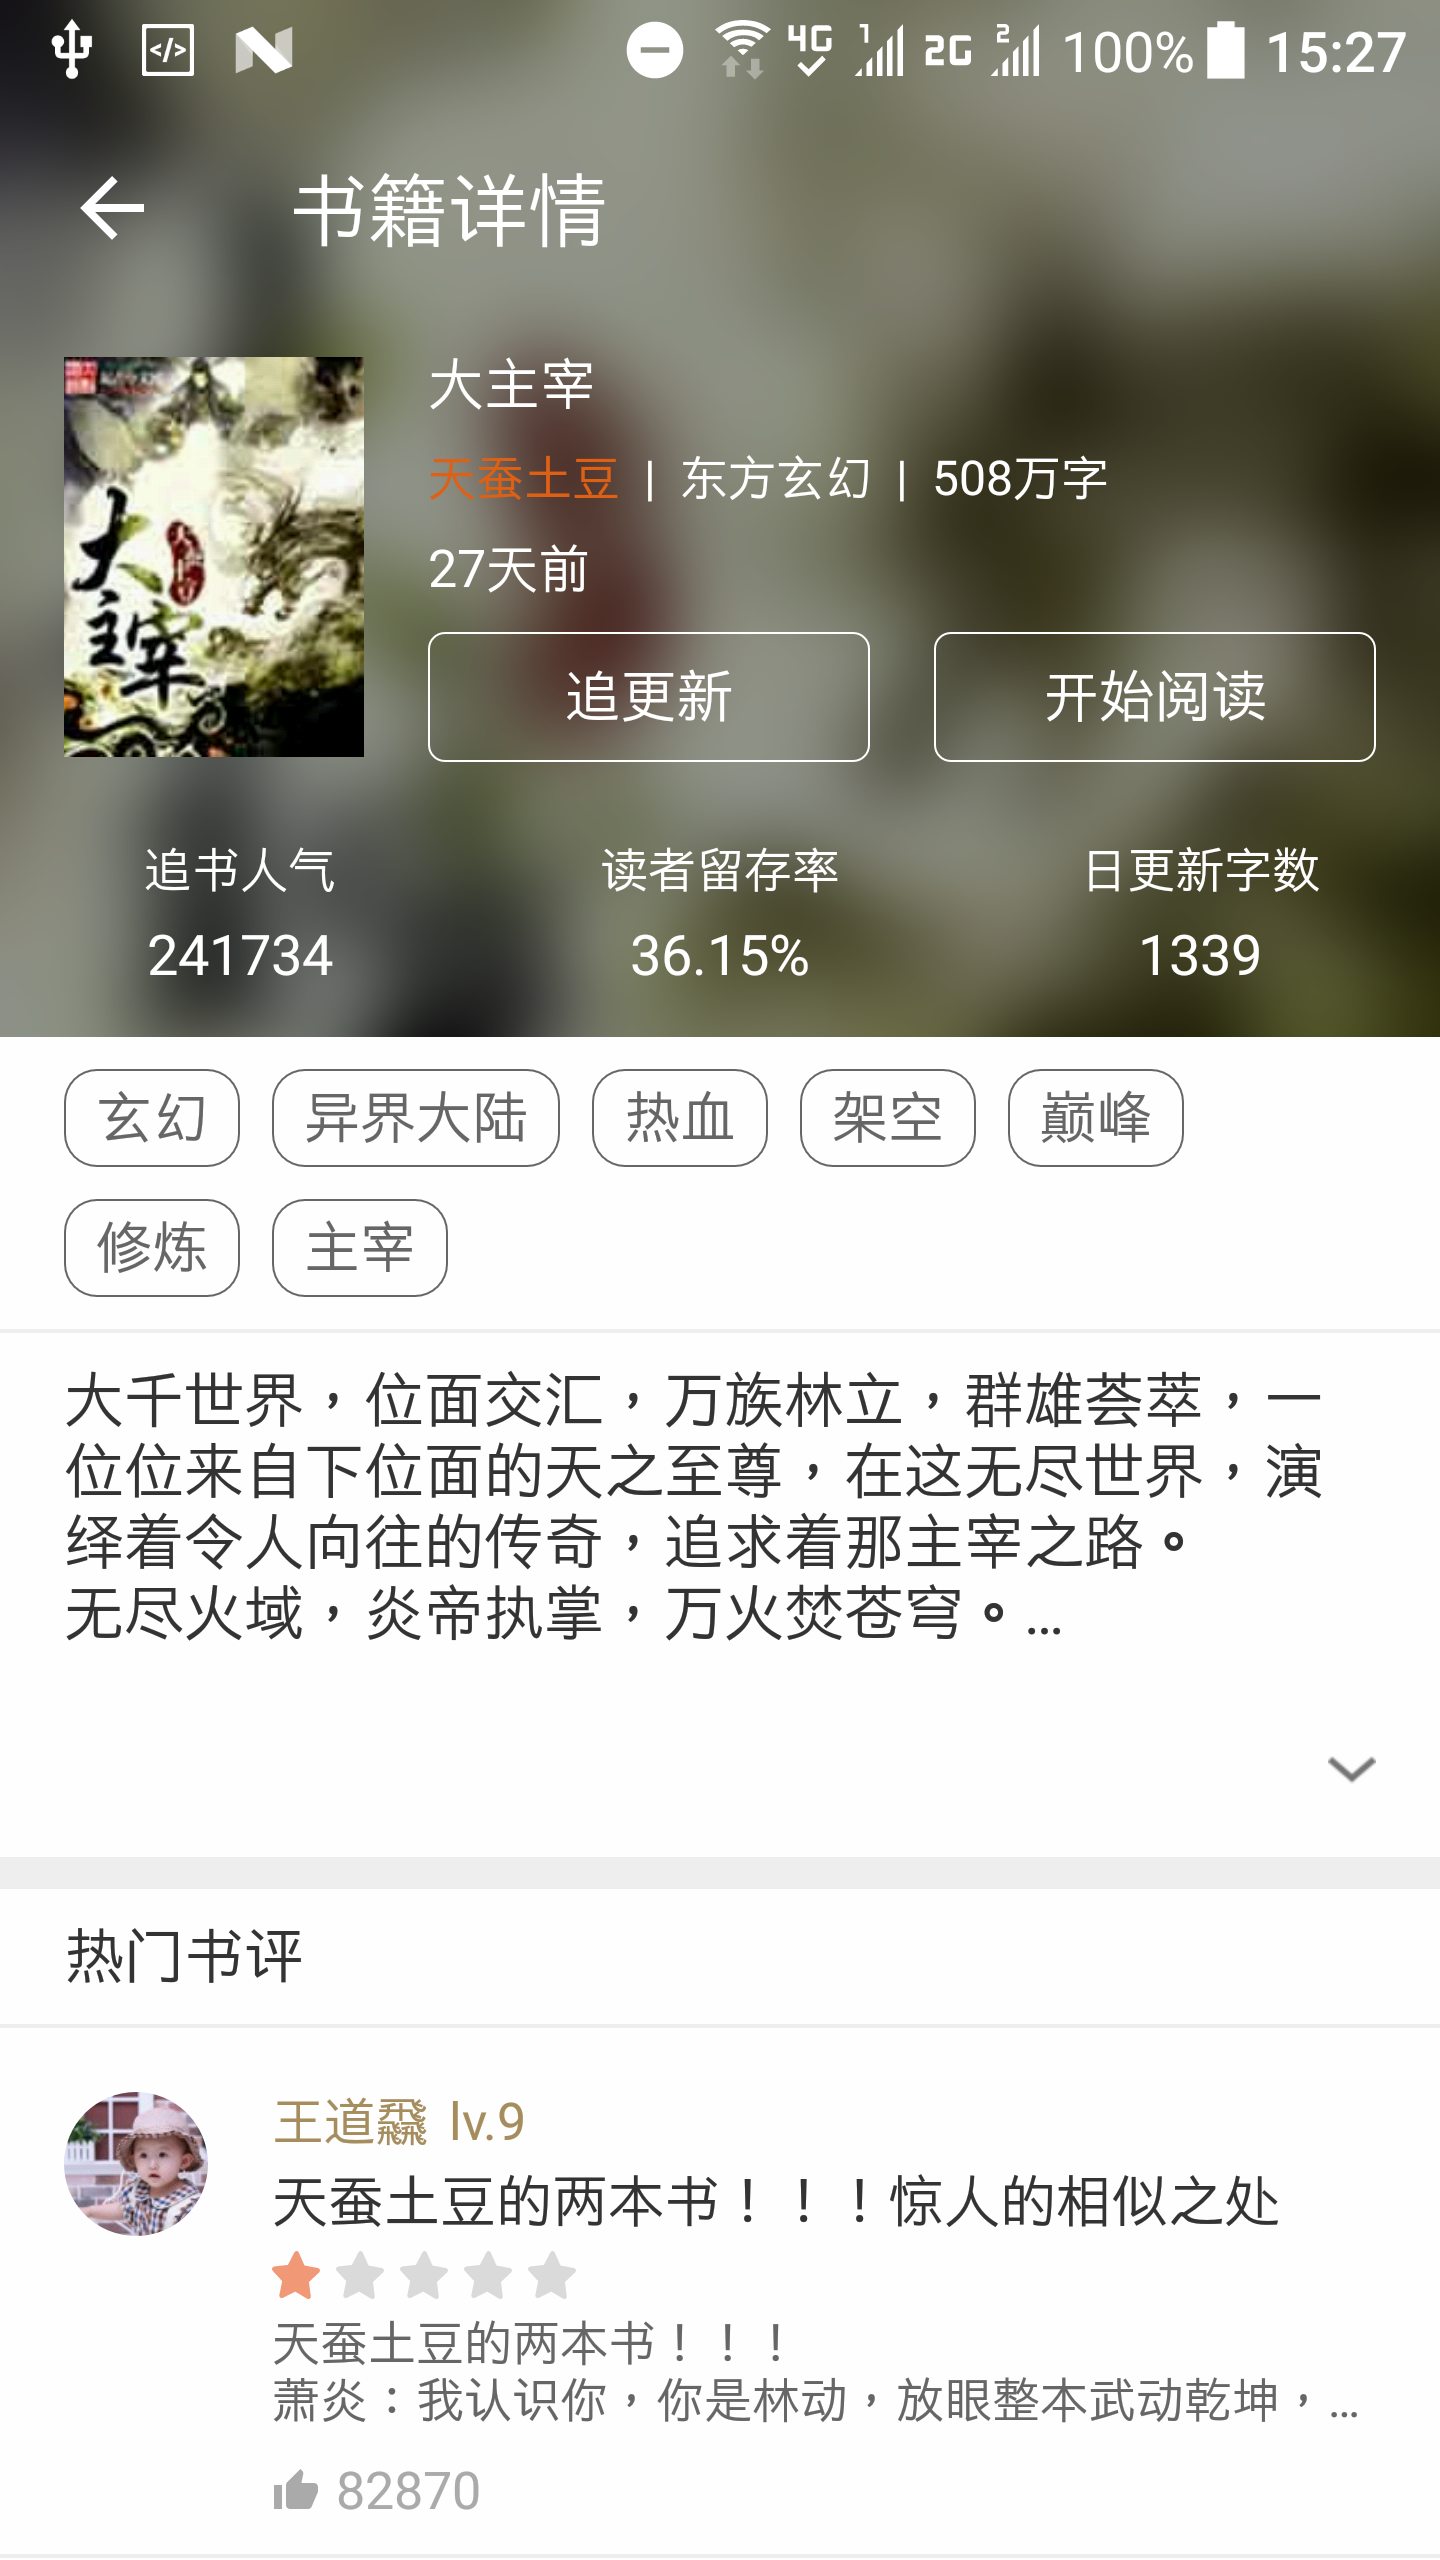 4G 1 2G 2 100% 15:27
书籍详情
大主宰
天蚕土豆 | 东方玄幻 | 508万字
27天前
大主宰
追更新 开始阅读
追书人气 读者留存率 日更新字数
241734 36.15% 1339
玄幻 异界大陆 热血 架空 巅峰
修炼 主宰
大千世界，位面交汇，万族林立，群雄荟萃，一
位位来自下位面的天之至尊，在这无尽世界，演
绎着令人向往的传奇，追求着那主宰之路。
无尽火域，炎帝执掌，万火焚苍穹。...
热门书评
王道飝 lv.9
天蚕土豆的两本书！！！惊人的相似之处
天蚕土豆的两本书！！！
萧炎：我认识你，你是林动，放眼整本武动乾坤，...
82870